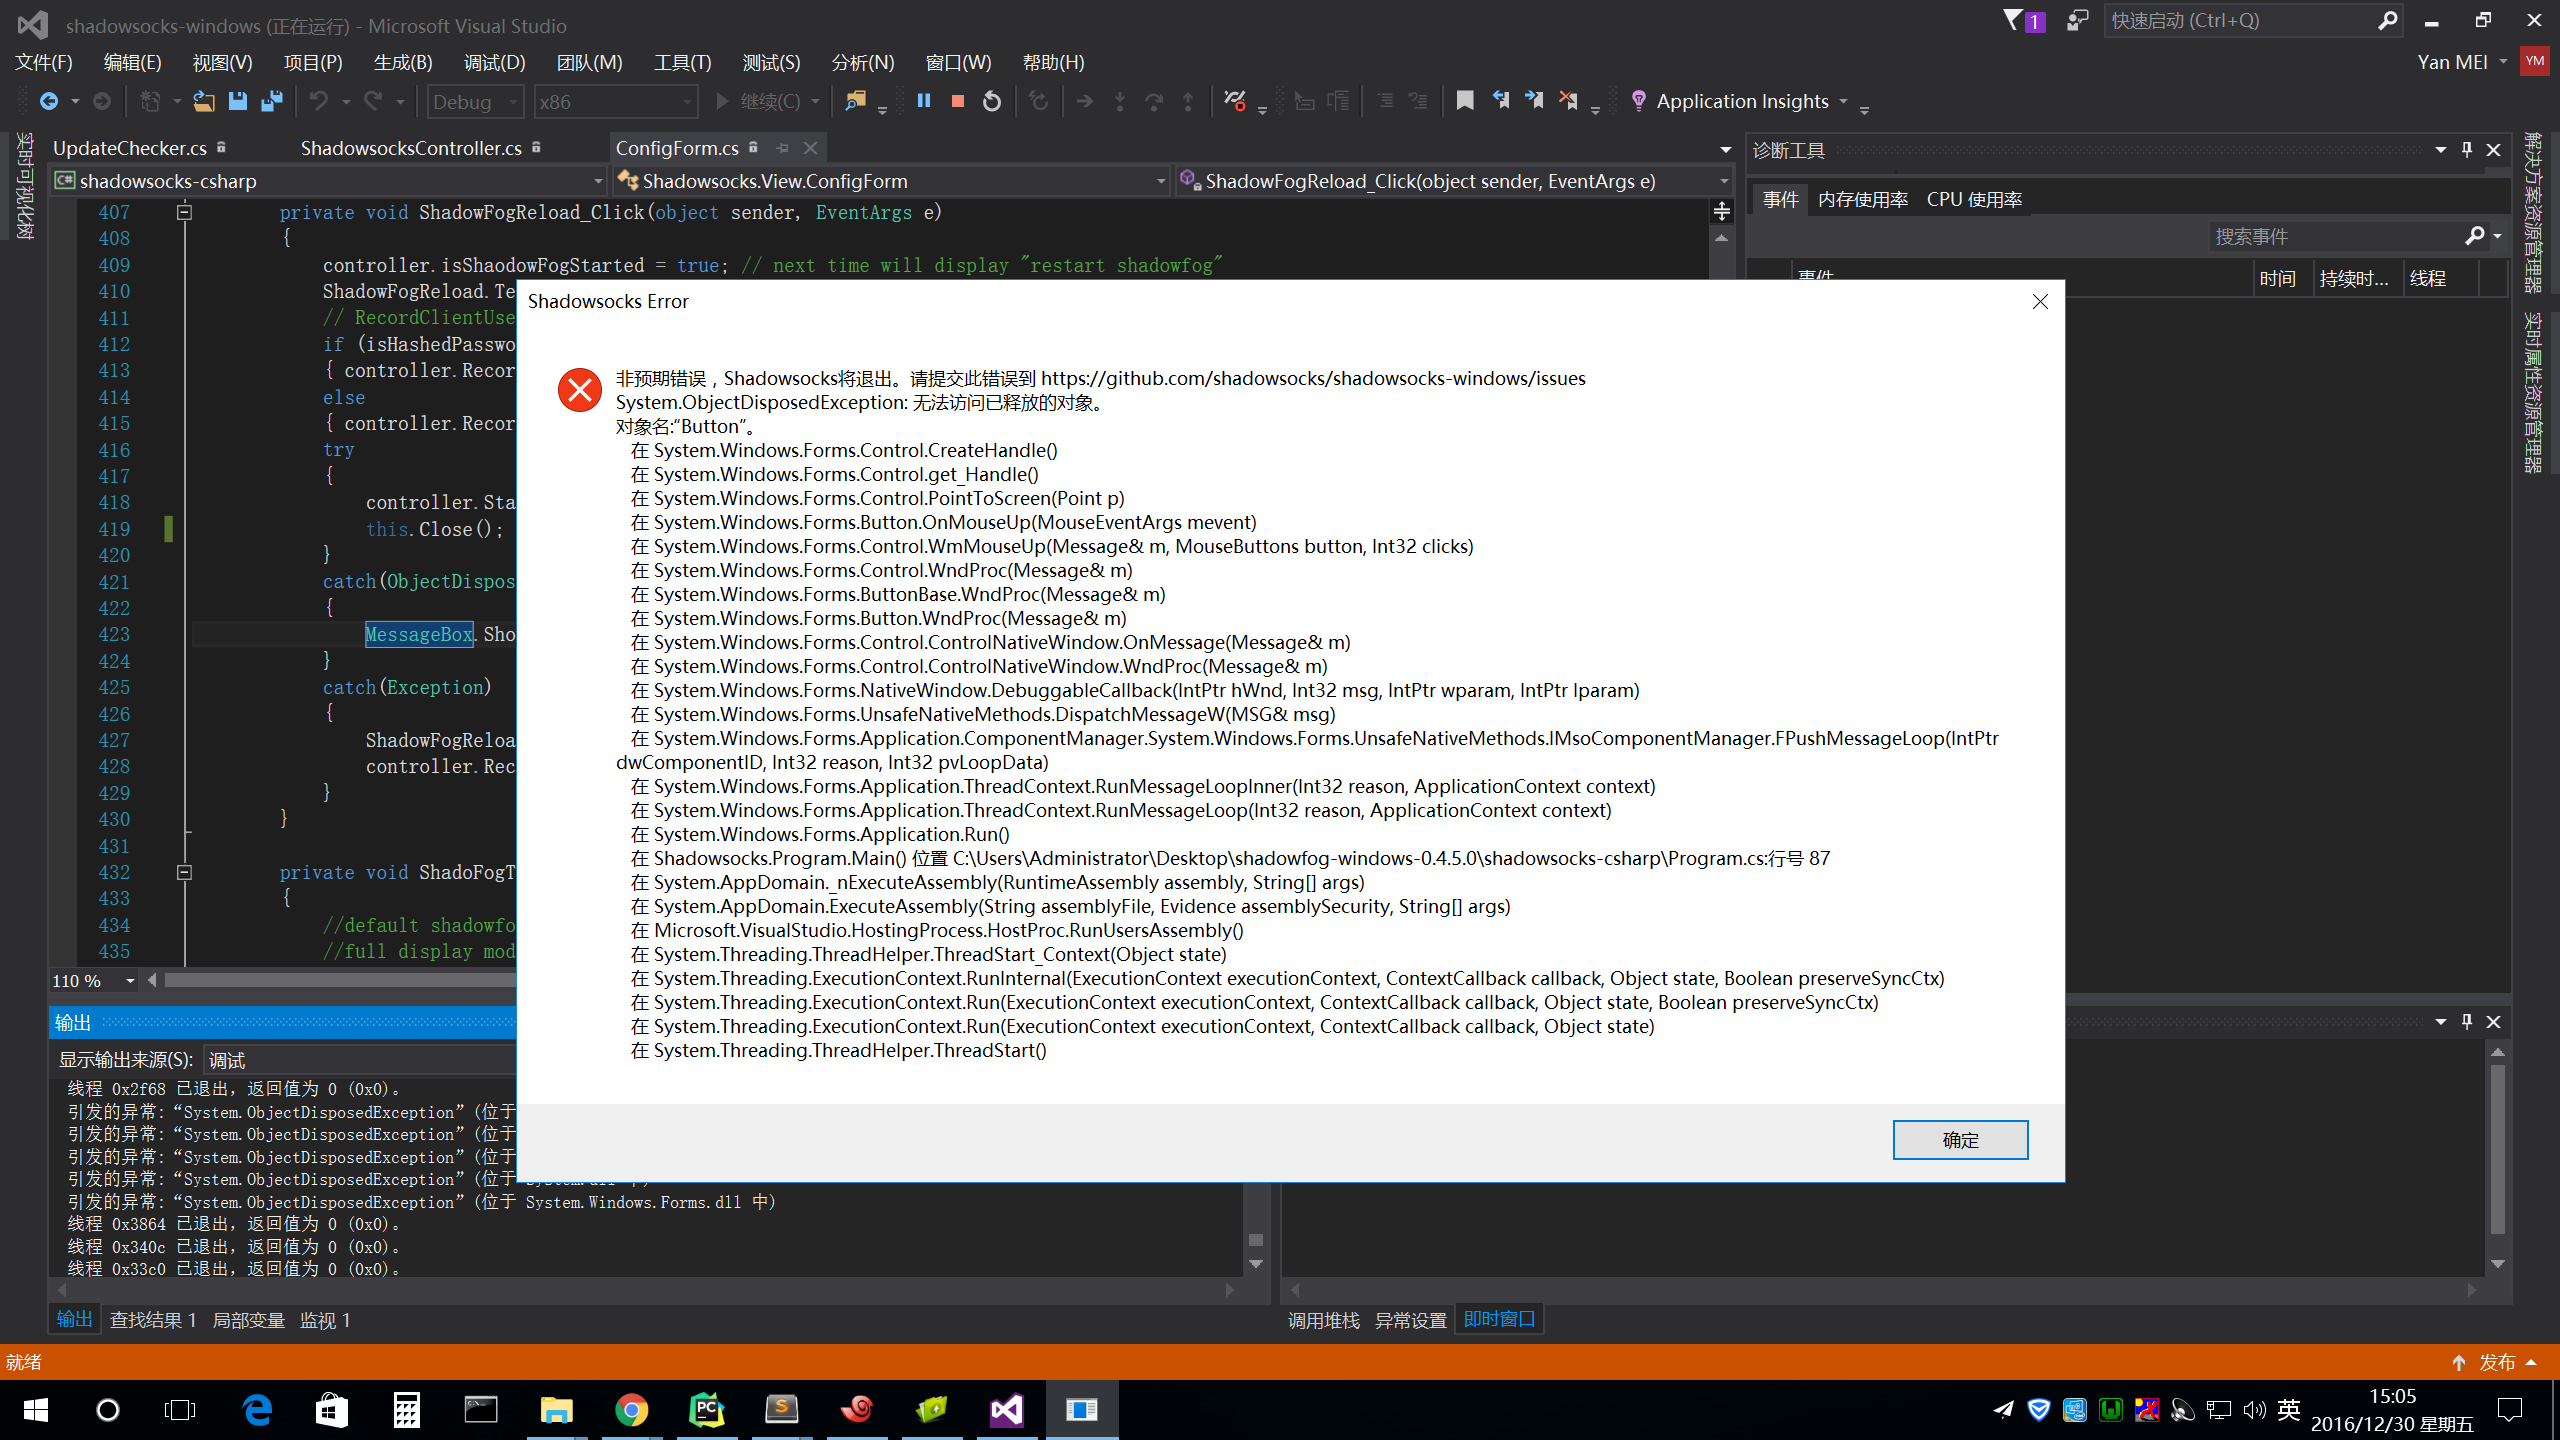 shadowsocks-windows (正在运行) - Microsoft Visual Studio
1
快速启动 (Ctrl+Q)
文件(F) 编辑(E) 视图(V) 项目(P) 生成(B) 调试(D) 团队(M) 工具(T) 测试(S) 分析(N) 窗口(W) 帮助(H)
Yan MEI
YM
Debug x86 继续(C) Application Insights
实时可视化树
UpdateChecker.cs ShadowsocksController.cs ConfigForm.cs
shadowsocks-csharp Shadowsocks.View.ConfigForm ShadowFogReload_Click(object sender, EventArgs e)
407 private void ShadowFogReload_Click(object sender, EventArgs e)
408 {
409 controller.isShaodowFogStarted = true; // next time will display "restart shadowfog"
410 ShadowFogReload.Te
411 // RecordClientUse
412 if (isHashedPasswo
413 { controller.Recor
414 else
415 { controller.Recor
416 try
417 {
418 controller.Sta
419 this.Close();
420 }
421 catch(ObjectDispos
422 {
423 MessageBox.Sho
424 }
425 catch(Exception)
426 {
427 ShadowFogReloa
428 controller.Rec
429 }
430 }
431
432 private void ShadoFogT
433 {
434 //default shadowfo
435 //full display mod
110 %
诊断工具
事件 内存使用率 CPU 使用率
搜索事件
事件 时间 持续时... 线程
解决方案资源管理器
实时属性资源管理器
Shadowsocks Error
非预期错误，Shadowsocks将退出。请提交此错误到 https://github.com/shadowsocks/shadowsocks-windows/issues
System.ObjectDisposedException: 无法访问已释放的对象。
对象名:“Button”。
在 System.Windows.Forms.Control.CreateHandle()
在 System.Windows.Forms.Control.get_Handle()
在 System.Windows.Forms.Control.PointToScreen(Point p)
在 System.Windows.Forms.Button.OnMouseUp(MouseEventArgs mevent)
在 System.Windows.Forms.Control.WmMouseUp(Message& m, MouseButtons button, Int32 clicks)
在 System.Windows.Forms.Control.WndProc(Message& m)
在 System.Windows.Forms.ButtonBase.WndProc(Message& m)
在 System.Windows.Forms.Button.WndProc(Message& m)
在 System.Windows.Forms.Control.ControlNativeWindow.OnMessage(Message& m)
在 System.Windows.Forms.Control.ControlNativeWindow.WndProc(Message& m)
在 System.Windows.Forms.NativeWindow.DebuggableCallback(IntPtr hWnd, Int32 msg, IntPtr wparam, IntPtr lparam)
在 System.Windows.Forms.UnsafeNativeMethods.DispatchMessageW(MSG& msg)
在 System.Windows.Forms.Application.ComponentManager.System.Windows.Forms.UnsafeNativeMethods.IMsoComponentManager.FPushMessageLoop(IntPtr
dwComponentID, Int32 reason, Int32 pvLoopData)
在 System.Windows.Forms.Application.ThreadContext.RunMessageLoopInner(Int32 reason, ApplicationContext context)
在 System.Windows.Forms.Application.ThreadContext.RunMessageLoop(Int32 reason, ApplicationContext context)
在 System.Windows.Forms.Application.Run()
在 Shadowsocks.Program.Main() 位置 C:\Users\Administrator\Desktop\shadowfog-windows-0.4.5.0\shadowsocks-csharp\Program.cs:行号 87
在 System.AppDomain._nExecuteAssembly(RuntimeAssembly assembly, String[] args)
在 System.AppDomain.ExecuteAssembly(String assemblyFile, Evidence assemblySecurity, String[] args)
在 Microsoft.VisualStudio.HostingProcess.HostProc.RunUsersAssembly()
在 System.Threading.ThreadHelper.ThreadStart_Context(Object state)
在 System.Threading.ExecutionContext.RunInternal(ExecutionContext executionContext, ContextCallback callback, Object state, Boolean preserveSyncCtx)
在 System.Threading.ExecutionContext.Run(ExecutionContext executionContext, ContextCallback callback, Object state, Boolean preserveSyncCtx)
在 System.Threading.ExecutionContext.Run(ExecutionContext executionContext, ContextCallback callback, Object state)
在 System.Threading.ThreadHelper.ThreadStart()
确定
输出
显示输出来源(S): 调试
线程 0x2f68 已退出，返回值为 0 (0x0)。
引发的异常:“System.ObjectDisposedException”(位于
引发的异常:“System.ObjectDisposedException”(位于
引发的异常:“System.ObjectDisposedException”(位于
引发的异常:“System.ObjectDisposedException”(位于
引发的异常:“System.ObjectDisposedException”(位于 System.Windows.Forms.dll 中)
线程 0x3864 已退出，返回值为 0 (0x0)。
线程 0x340c 已退出，返回值为 0 (0x0)。
线程 0x33c0 已退出，返回值为 0 (0x0)。
输出 查找结果 1 局部变量 监视 1
调用堆栈 异常设置 即时窗口
就绪
发布
英
15:05
2016/12/30 星期五